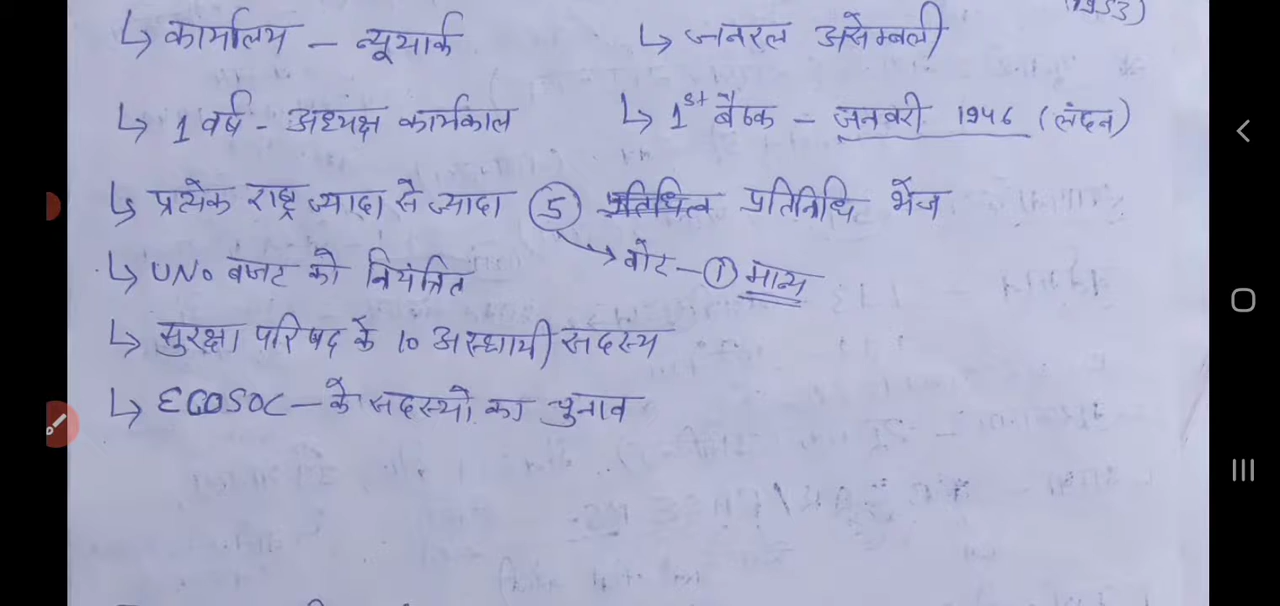 1953)
↳ कार्यालय – न्यूयार्क ↳ जनरल असेम्बली
↳ 1 वर्ष - अध्यक्ष कार्यकाल ↳ 1st बैठक – जनवरी 1946 (लंदन)
↳ प्रत्येक राष्ट्र ज्यादा से ज्यादा 5 प्रतिनिधि भेज
↳ UNO बजट को नियंत्रित → वोट – 1 मान्य
↳ सुरक्षा परिषद के 10 अस्थायी सदस्य
↳ ECOSOC – के सदस्यो का चुनाव